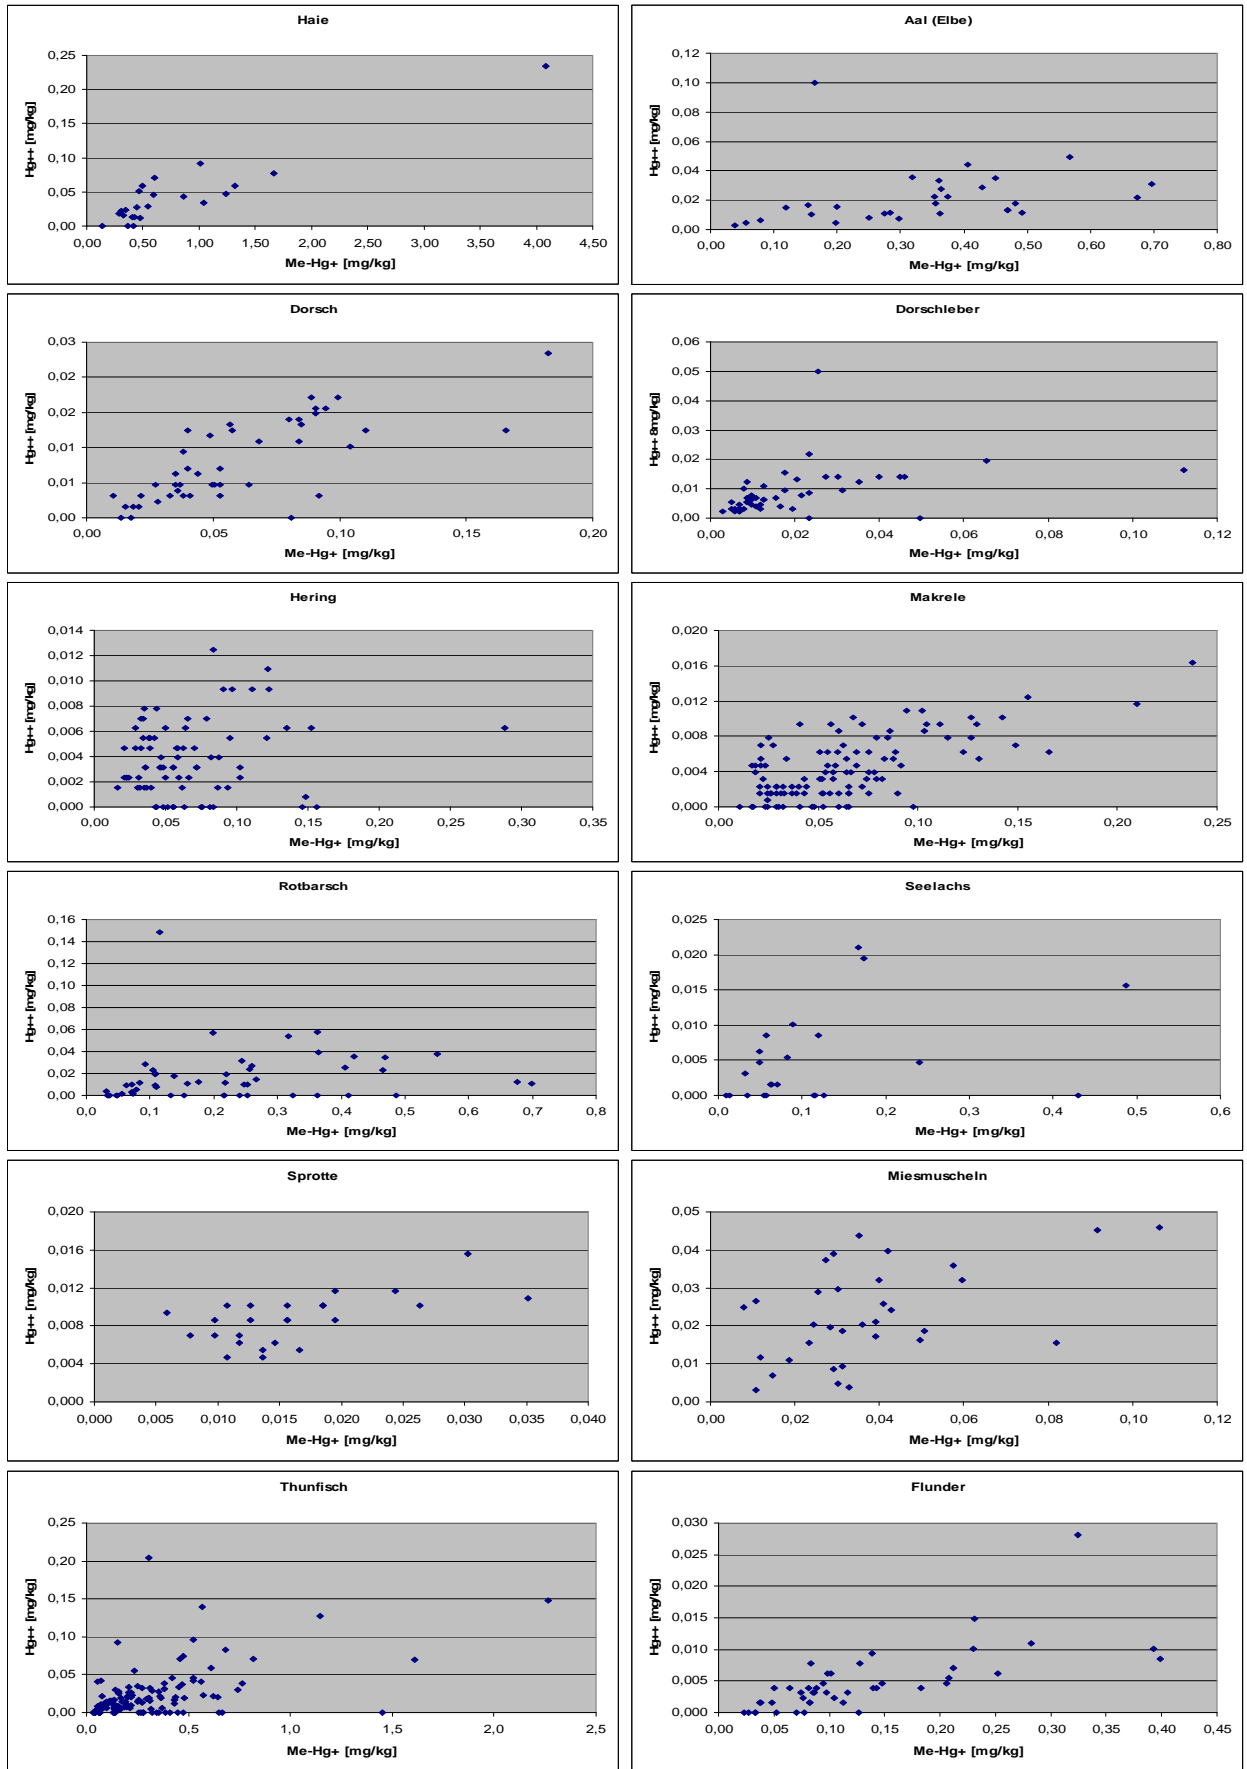 Haie
0,25
0,20
0,15
0,10
0,05
0,00
0,00 0,50 1,00 1,50 2,00 2,50 3,00 3,50 4,00 4,50
Me-Hg+ [mg/kg]
Hg++ [mg/kg]
Aal (Elbe)
0,12
0,10
0,08
0,06
0,04
0,02
0,00
0,00 0,10 0,20 0,30 0,40 0,50 0,60 0,70 0,80
Me-Hg+ [mg/kg]
Hg++ [mg/kg]
Dorsch
0,03
0,02
0,02
0,01
0,01
0,00
0,00 0,05 0,10 0,15 0,20
Me-Hg+ [mg/kg]
Hg++ [mg/kg]
Dorschleber
0,06
0,05
0,04
0,03
0,02
0,01
0,00
0,00 0,02 0,04 0,06 0,08 0,10 0,12
Me-Hg+ [mg/kg]
Hg++ 8mg/kg]
Hering
0,014
0,012
0,010
0,008
0,006
0,004
0,002
0,000
0,00 0,05 0,10 0,15 0,20 0,25 0,30 0,35
Me-Hg+ [mg/kg]
Hg++ [mg/kg]
Makrele
0,020
0,016
0,012
0,008
0,004
0,000
0,00 0,05 0,10 0,15 0,20 0,25
Me-Hg+ [mg/kg]
Hg++ [mg/kg]
Rotbarsch
0,16
0,14
0,12
0,10
0,08
0,06
0,04
0,02
0,00
0 0,1 0,2 0,3 0,4 0,5 0,6 0,7 0,8
Me-Hg+ [mg/kg]
Hg++ [mg/kg]
Seelachs
0,025
0,020
0,015
0,010
0,005
0,000
0 0,1 0,2 0,3 0,4 0,5 0,6
Me-Hg+ [mg/kg]
Hg++ [mg/kg]
Sprotte
0,020
0,016
0,012
0,008
0,004
0,000
0,000 0,005 0,010 0,015 0,020 0,025 0,030 0,035 0,040
Me-Hg+ [mg/kg]
Hg++ [mg/kg]
Miesmuscheln
0,05
0,04
0,03
0,02
0,01
0,00
0,00 0,02 0,04 0,06 0,08 0,10 0,12
Me-Hg+ [mg/kg]
Hg++ [mg/kg]
Thunfisch
0,25
0,20
0,15
0,10
0,05
0,00
0,0 0,5 1,0 1,5 2,0 2,5
Me-Hg+ [mg/kg]
Hg++ [mg/kg]
Flunder
0,030
0,025
0,020
0,015
0,010
0,005
0,000
0,00 0,05 0,10 0,15 0,20 0,25 0,30 0,35 0,40 0,45
Me-Hg+ [mg/kg]
Hg++ [mg/kg]